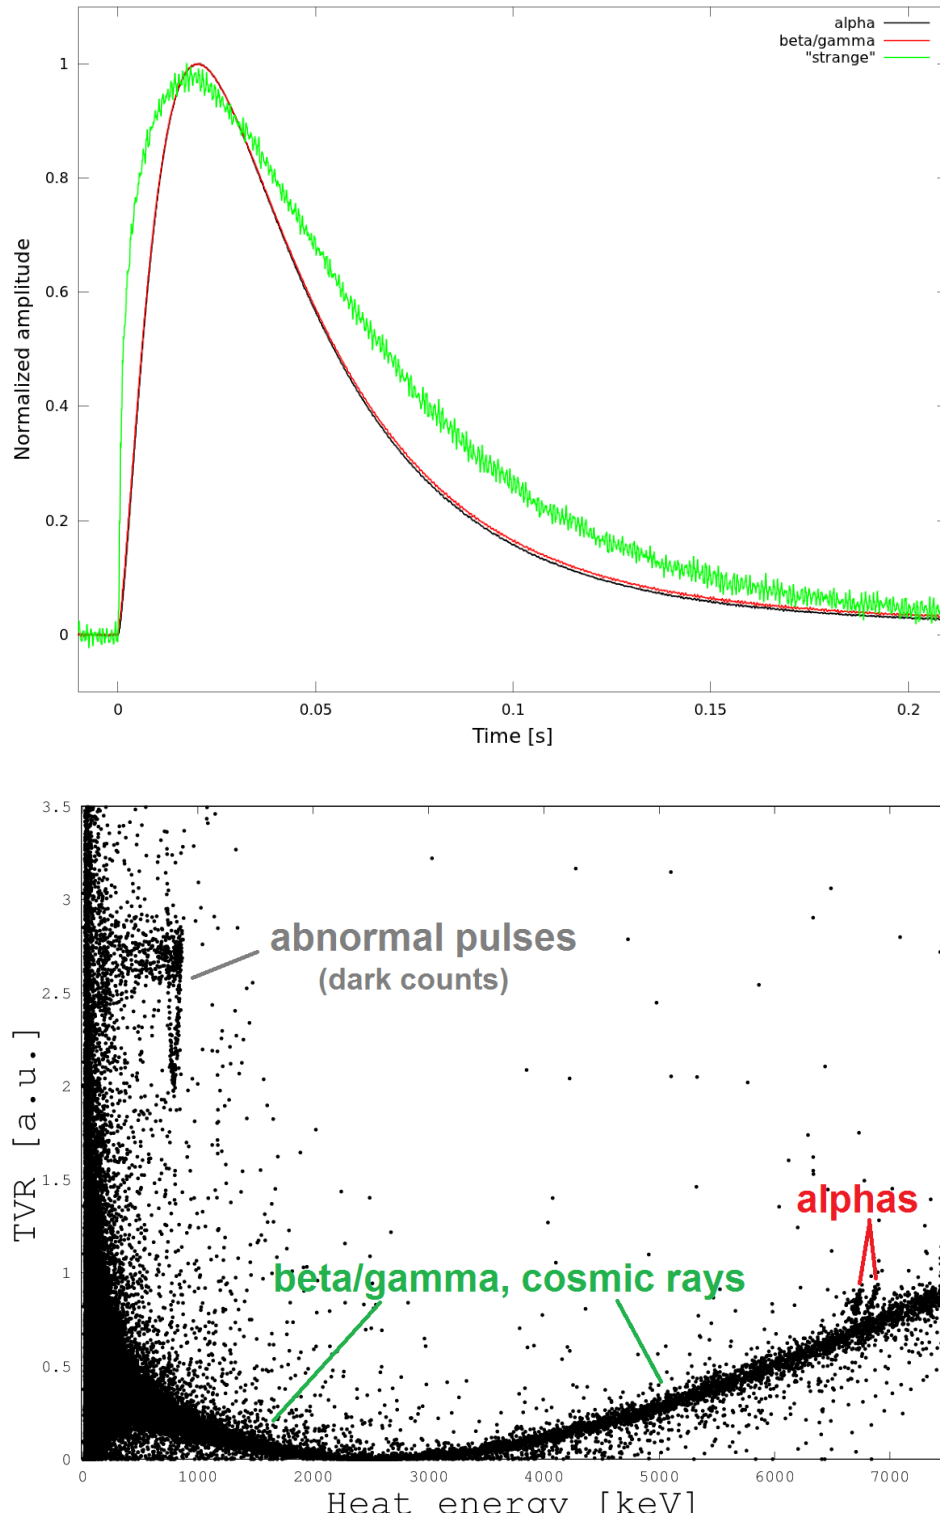 alpha
beta/gamma
"strange"
1
0.8
0.6
0.4
0.2
0
Normalized amplitude
0
0.05
0.1
0.15
0.2
Time [s]
3.5
3
2.5
2
1.5
1
0.5
0
TVR [a.u.]
abnormal pulses
(dark counts)
alphas
beta/gamma, cosmic rays
0
1000
2000
3000
4000
5000
6000
7000
Heat energy [keV]